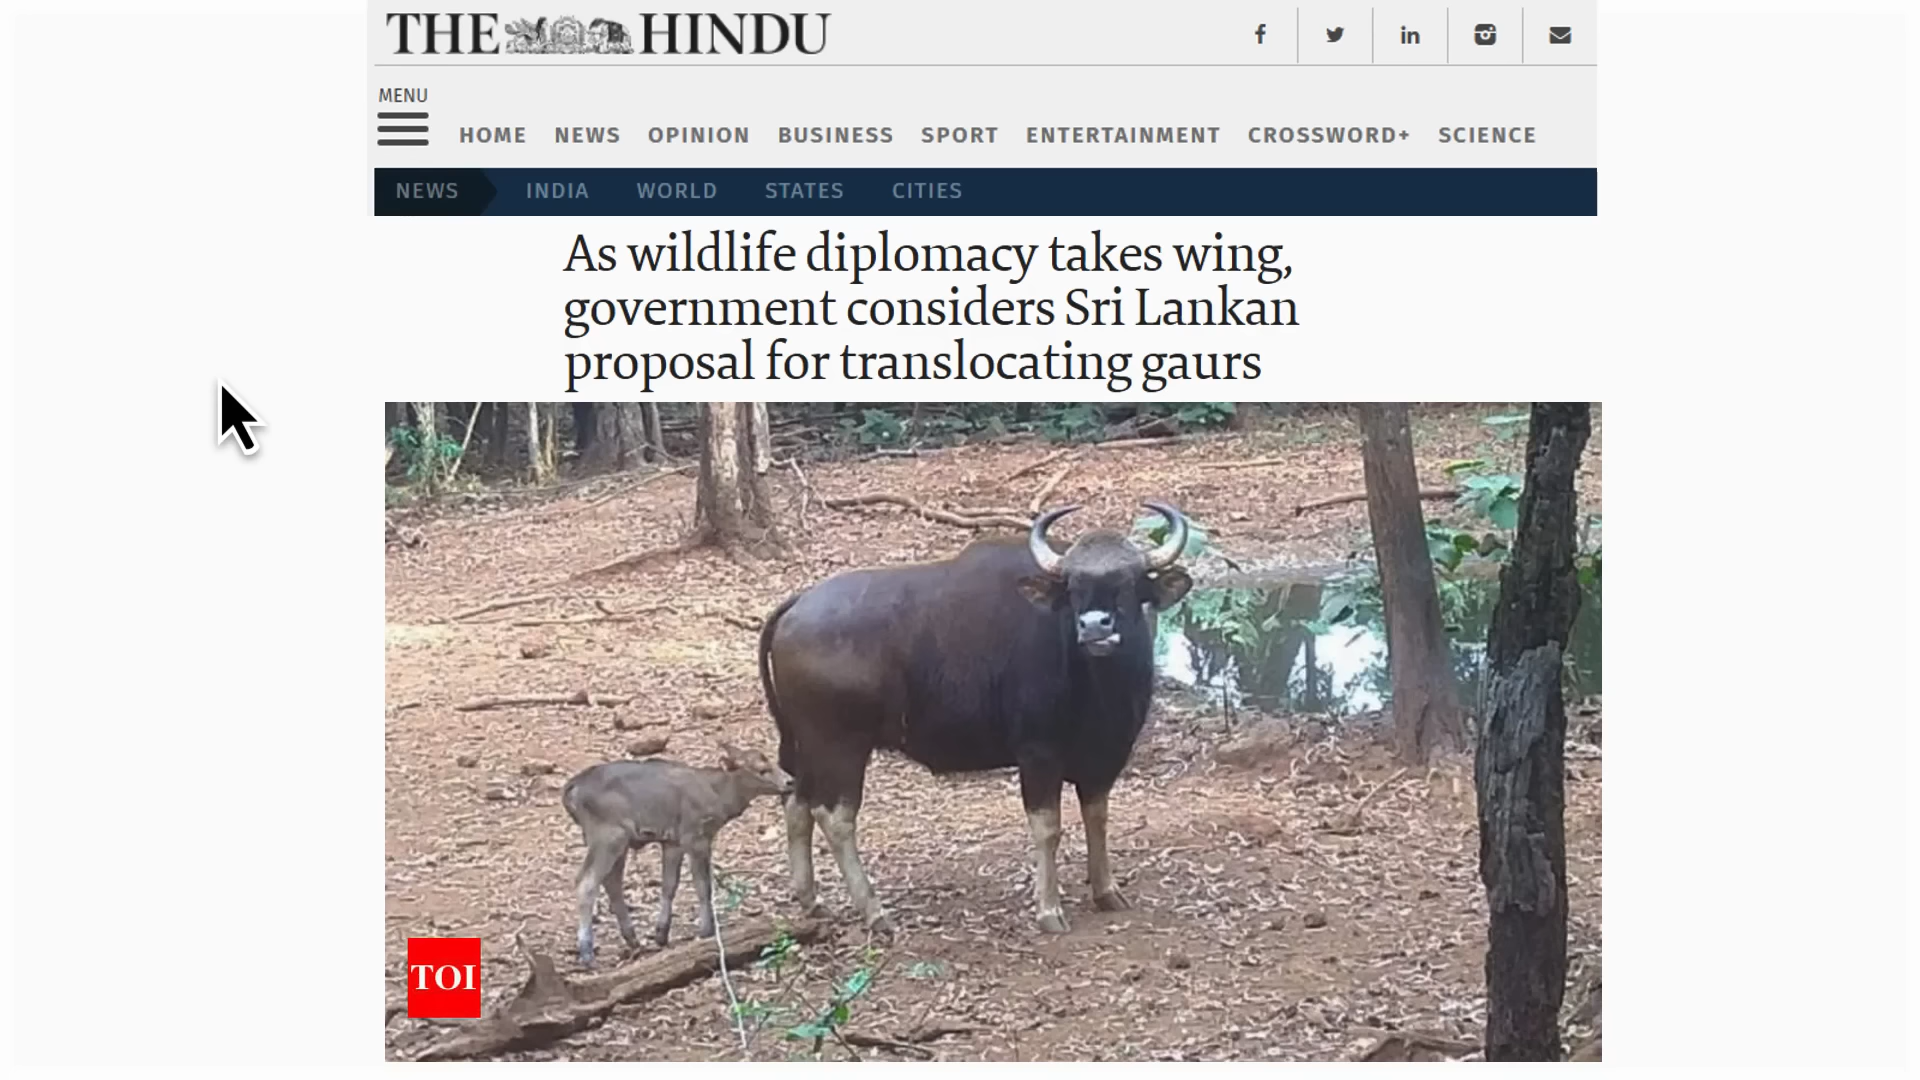 THE HINDU
MENU
HOME NEWS OPINION BUSINESS SPORT ENTERTAINMENT CROSSWORD+ SCIENCE
NEWS INDIA WORLD STATES CITIES
As wildlife diplomacy takes wing,
government considers Sri Lankan
proposal for translocating gaurs
TOI